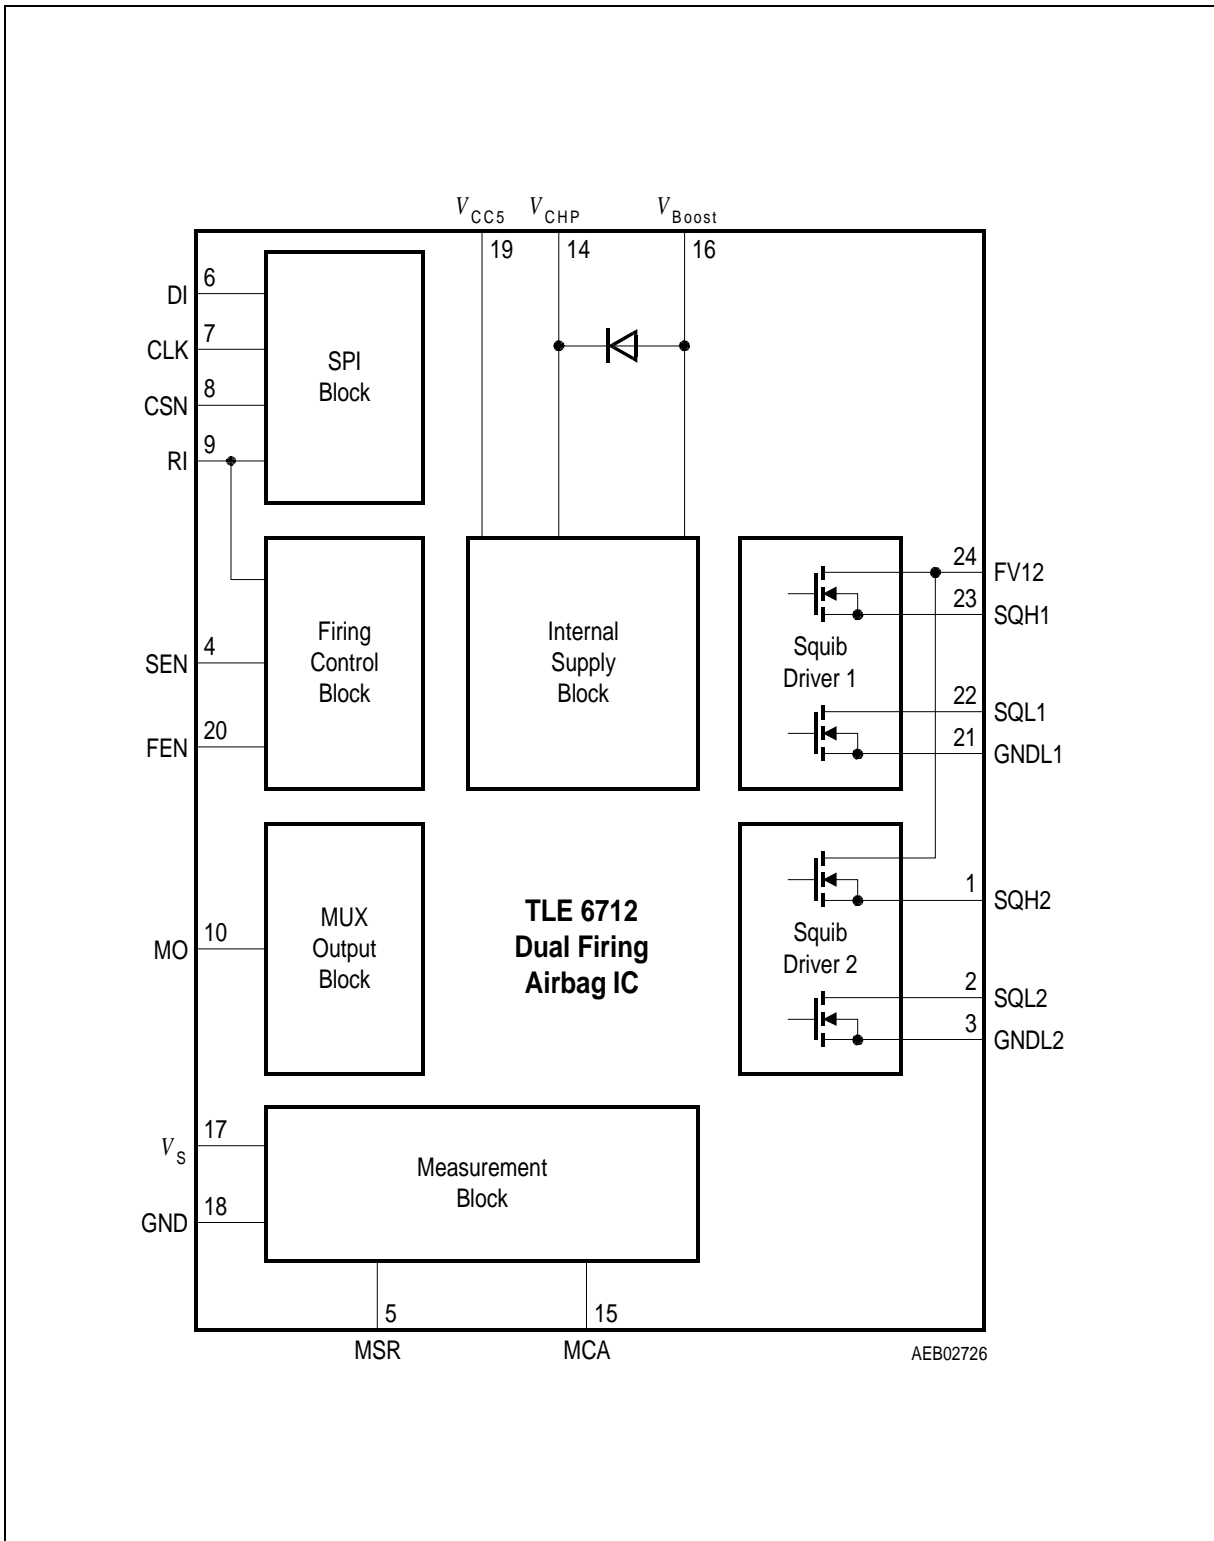 V CC5 V CHP V Boost
19 14 16
DI 6
CLK 7
CSN 8
RI 9
SPI
Block
SEN 4
FEN 20
Firing
Control
Block
Internal
Supply
Block
Squib
Driver 1
24 FV12
23 SQH1
22 SQL1
21 GNDL1
MO 10
MUX
Output
Block
TLE 6712
Dual Firing
Airbag IC
Squib
Driver 2
1 SQH2
2 SQL2
3 GNDL2
V S 17
GND 18
Measurement
Block
5 15
MSR MCA
AEB02726